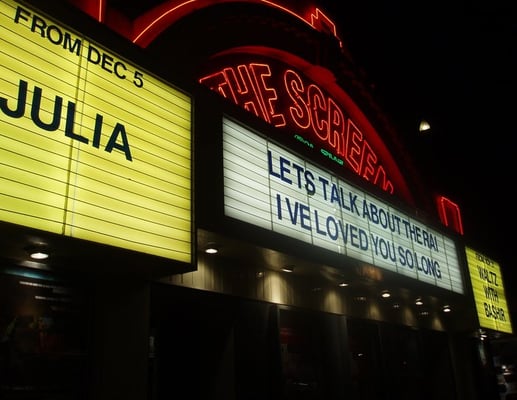 FROM DEC 5
JULIA
THE SCREEN
LETS TALK ABOUT THE RAI
I VE LOVED YOU SO LONG
WALTZ
WITH
BASHIR